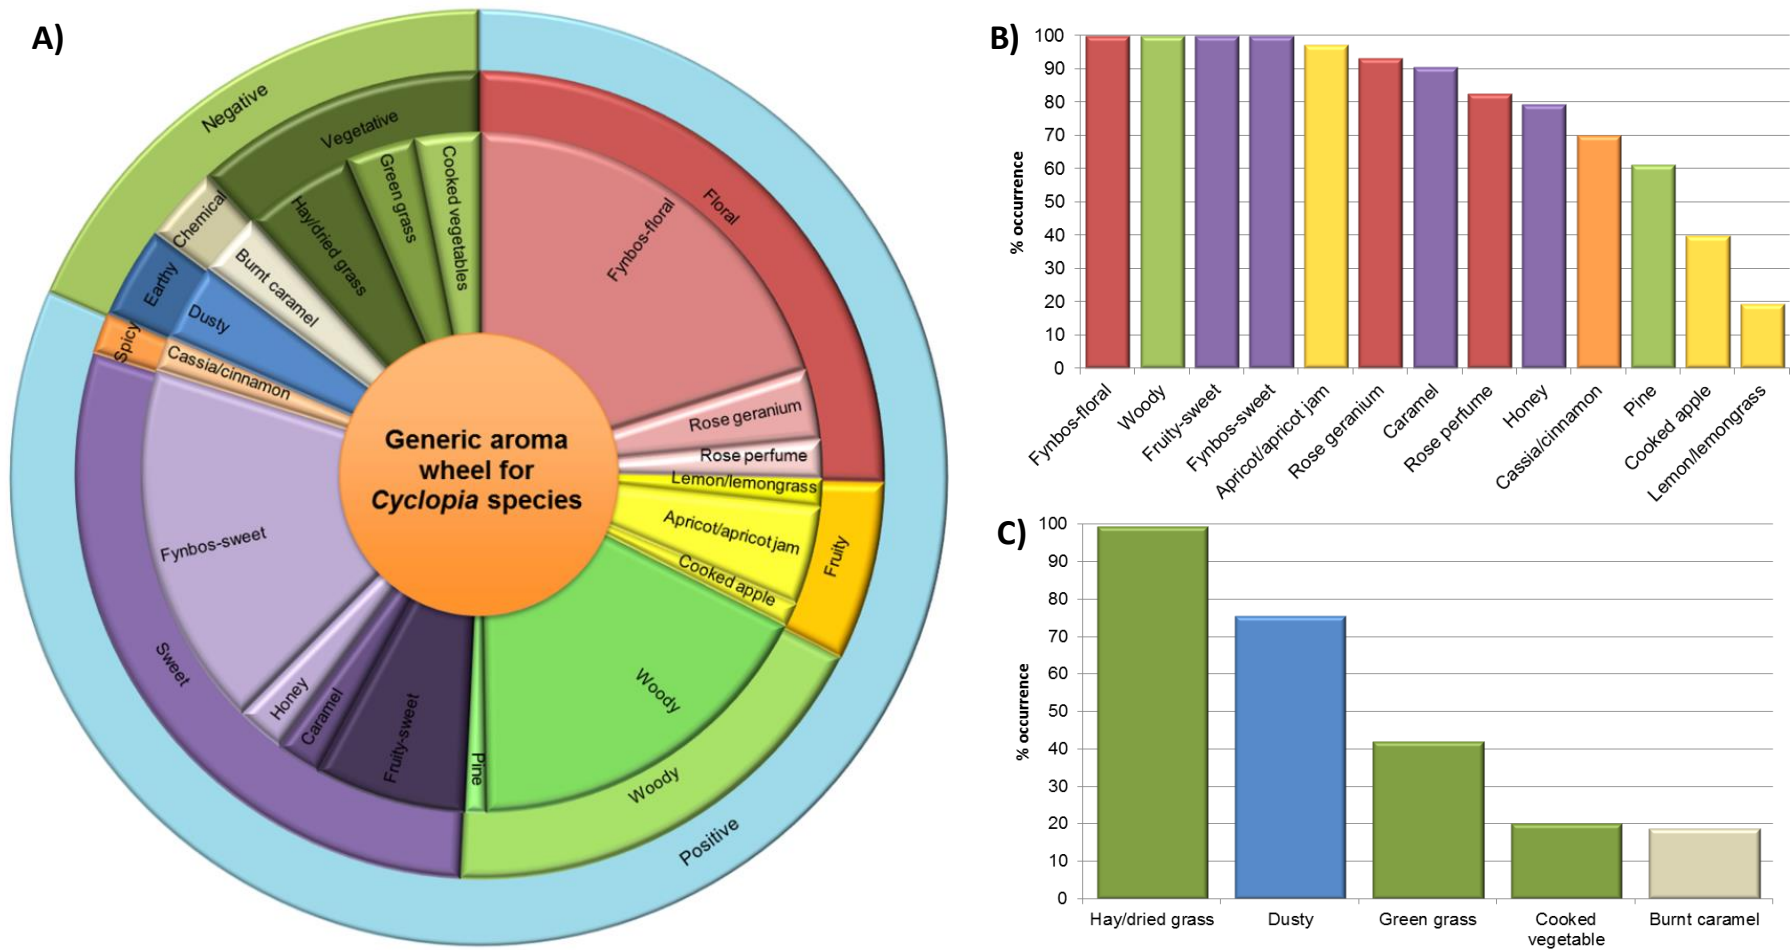 A)
Negative
Vegetative
Chemical
Earthy
Spicy
Hay/dried grass
Green grass
Cooked vegetables
Burnt caramel
Dusty
Cassia/cinnamon
Floral
Fynbos-floral
Rose geranium
Rose perfume
Lemon/lemongrass
Apricot/apricot jam
Cooked apple
Fruity
Generic aroma
wheel for
Cyclopia species
Fynbos-sweet
Sweet
Honey
Caramel
Fruity-sweet
Pine
Woody
Woody
Positive
B)
% occurrence
100
90
80
70
60
50
40
30
20
10
0
Fynbos-floral
Woody
Fruity-sweet
Fynbos-sweet
Apricot/apricot jam
Rose geranium
Caramel
Rose perfume
Honey
Cassia/cinnamon
Pine
Cooked apple
Lemon/lemongrass
C)
% occurrence
100
90
80
70
60
50
40
30
20
10
0
Hay/dried grass
Dusty
Green grass
Cooked
vegetable
Burnt caramel